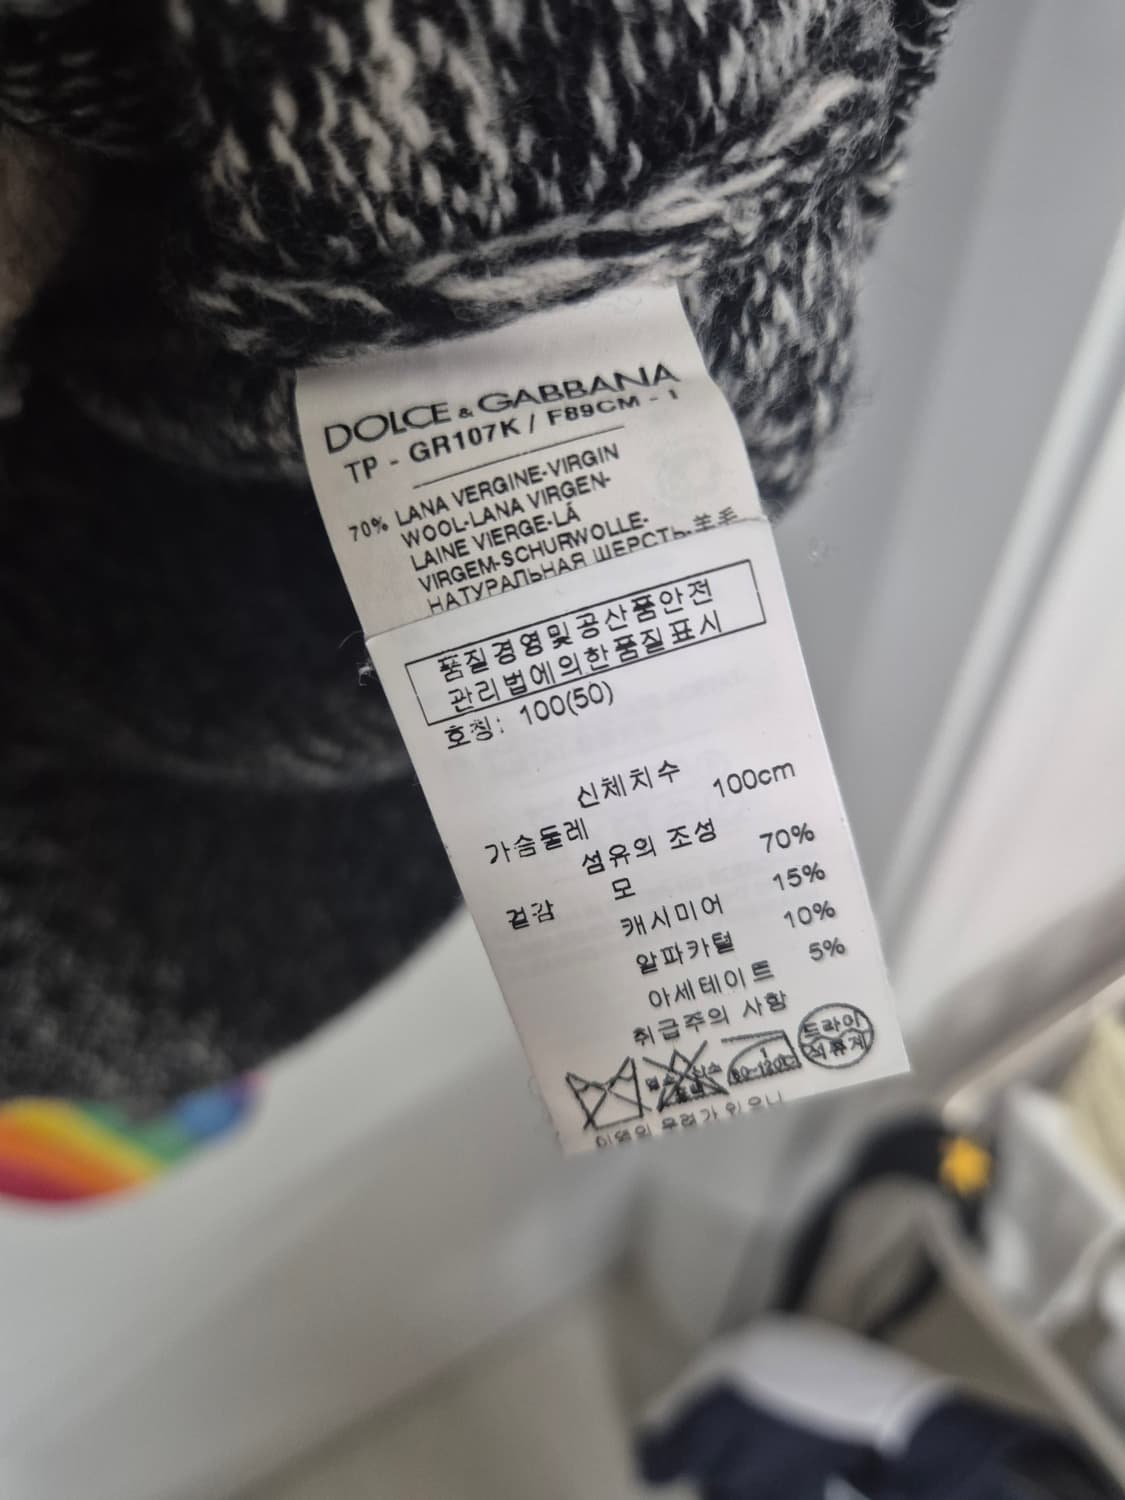 DOLCE & GABBANA
TP - GR107K / F89CM - 1
70% LANA VERGINE-VIRGIN
WOOL-LANA VIRGEN-
LAINE VIERGE-LÃ
VIRGEM-SCHURWOLLE-
НАТУРАЛЬНАЯ ШЕРСТЬ-羊毛
품질경영및공산품안전
관리법에의한품질표시
호칭: 100(50)
신체치수
가슴둘레 100cm
섬유의 조성
겉감 모 70%
캐시미어 15%
알파카털 10%
아세테이트 5%
취급주의 사항
드라이
석유계